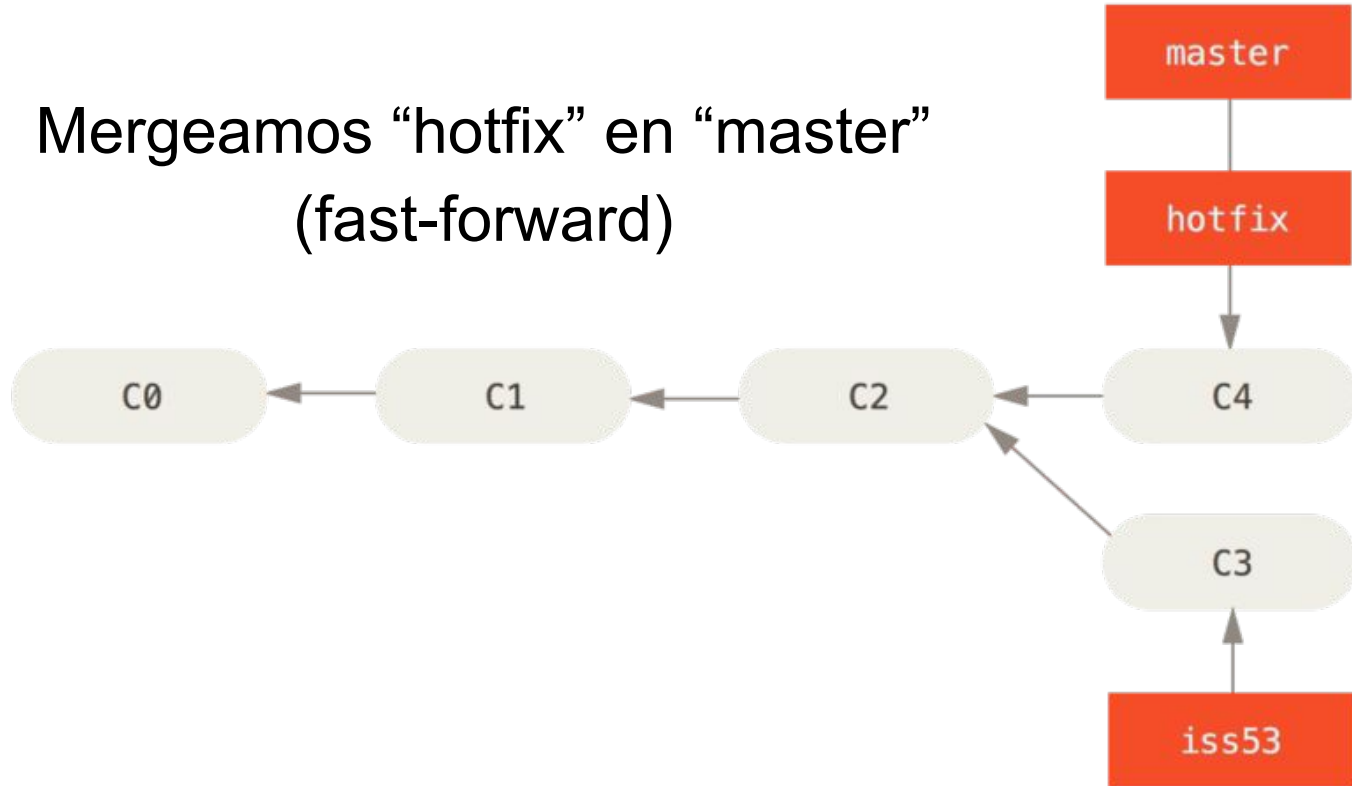 master
Mergeamos “hotfix” en “master”
(fast-forward)
hotfix
C0
C1
C2
C4
C3
iss53